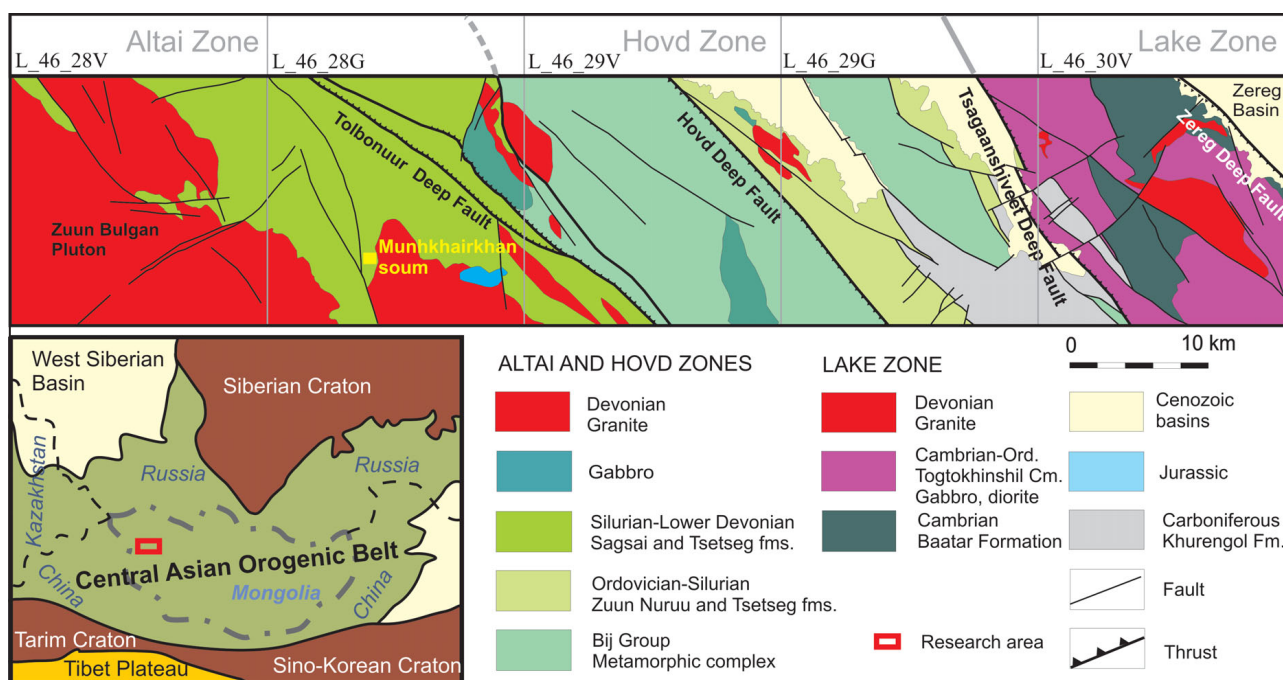 Altai Zone
Hovd Zone
Lake Zone
L_46_28V
L_46_28G
L_46_29V
L_46_29G
L_46_30V
Zereg
Basin
Tolbonuur Deep Fault
Hovd Deep Fault
Tsagaanshiveet Deep Fault
Zereg Deep Fault
Zuun Bulgan
Pluton
Munhkhairkhan
soum
West Siberian
Basin
Siberian Craton
Kazakhstan
Russia
Russia
Central Asian Orogenic Belt
China
Mongolia
China
Tarim Craton
Tibet Plateau
Sino-Korean Craton
ALTAI AND HOVD ZONES
Devonian
Granite
Gabbro
Silurian-Lower Devonian
Sagsai and Tsetseg fms.
Ordovician-Silurian
Zuun Nuruu and Tsetseg fms.
Bij Group
Metamorphic complex
LAKE ZONE
Devonian
Granite
Cambrian-Ord.
Togtokhinshil Cm.
Gabbro, diorite
Cambrian
Baatar Formation
Research area
0 10 km
Cenozoic
basins
Jurassic
Carboniferous
Khurengol Fm.
Fault
Thrust